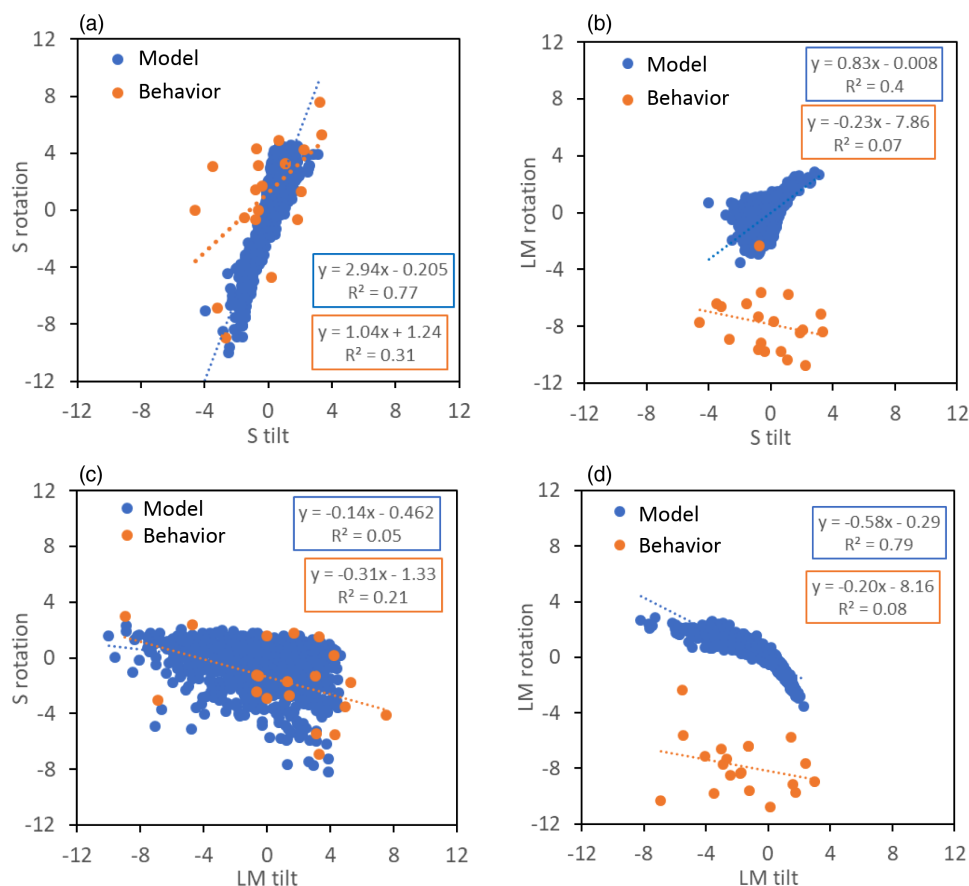 (a)
12
8
4
0
-4
-8
-12
S rotation
Model
Behavior
y = 2.94x - 0.205
R² = 0.77
y = 1.04x + 1.24
R² = 0.31
-12 -8 -4 0 4 8 12
S tilt
(b)
12
8
4
0
-4
-8
-12
LM rotation
Model
Behavior
y = 0.83x - 0.008
R² = 0.4
y = -0.23x - 7.86
R² = 0.07
-12 -8 -4 0 4 8 12
S tilt
(c)
12
8
4
0
-4
-8
-12
S rotation
Model
Behavior
y = -0.14x - 0.462
R² = 0.05
y = -0.31x - 1.33
R² = 0.21
-12 -8 -4 0 4 8 12
LM tilt
(d)
12
8
4
0
-4
-8
-12
LM rotation
Model
Behavior
y = -0.58x - 0.29
R² = 0.79
y = -0.20x - 8.16
R² = 0.08
-12 -8 -4 0 4 8 12
LM tilt